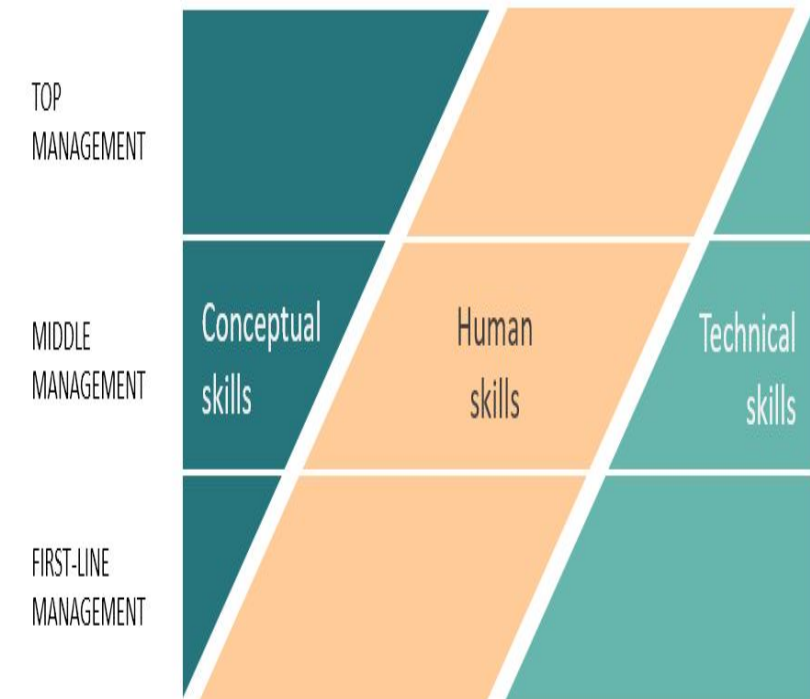 TOP
MANAGEMENT
MIDDLE
MANAGEMENT
Conceptual
skills
Human
skills
Technical
skills
FIRST-LINE
MANAGEMENT